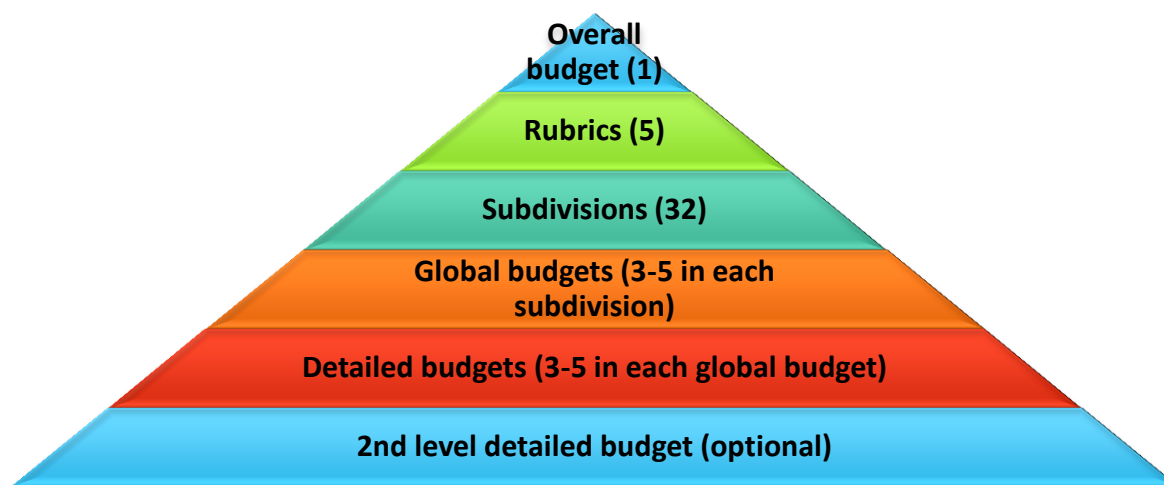 Overall
budget (1)
Rubrics (5)
Subdivisions (32)
Global budgets (3-5 in each
subdivision)
Detailed budgets (3-5 in each global budget)
2nd level detailed budget (optional)